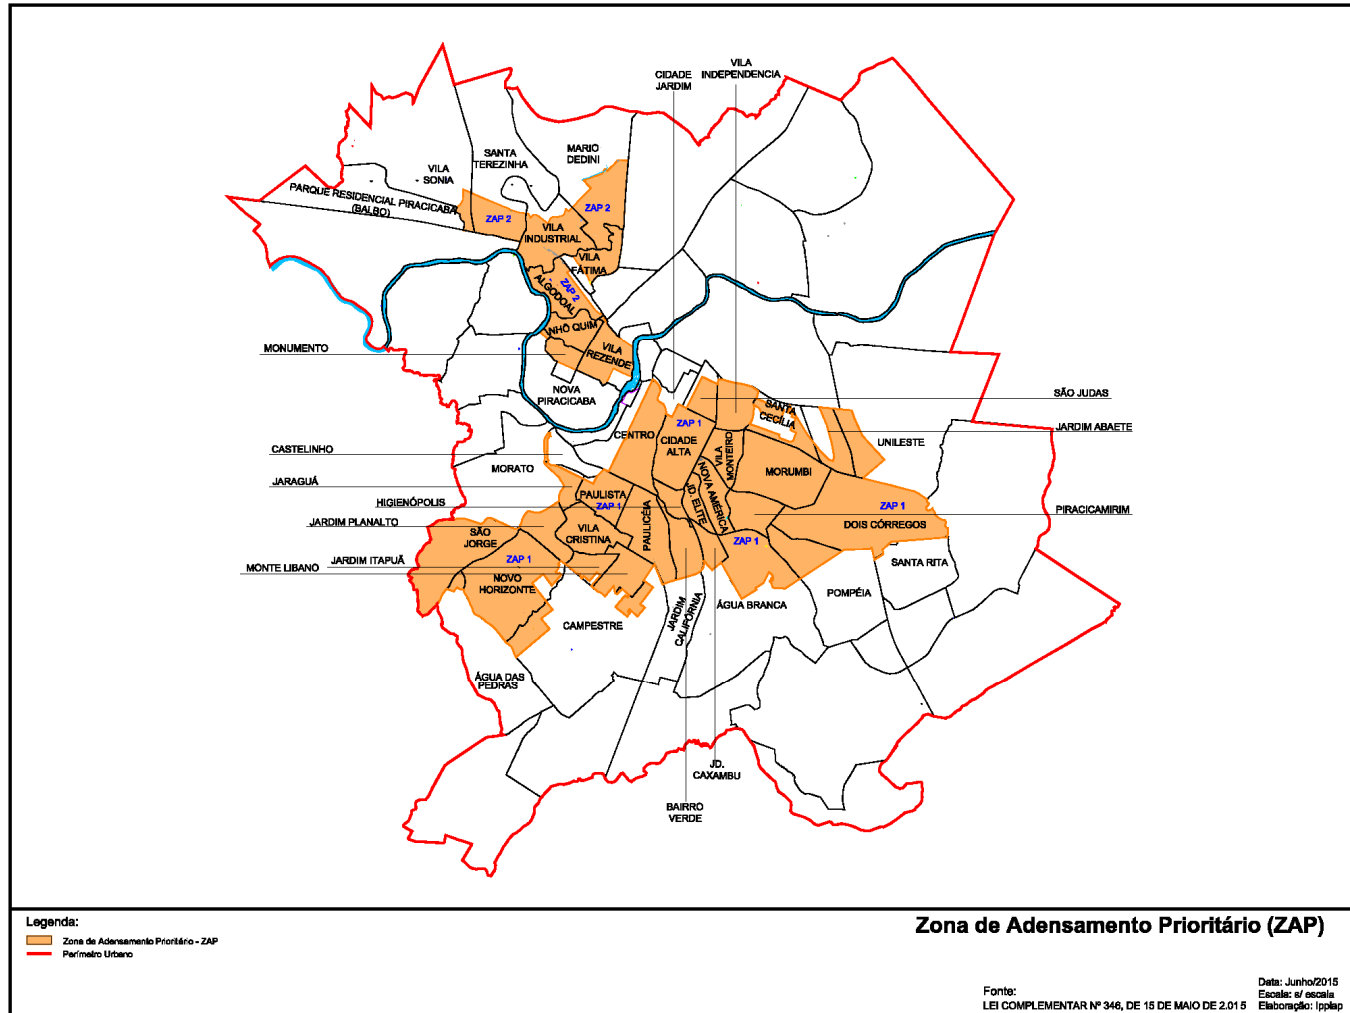 VILA
INDEPENDENCIA
CIDADE
JARDIM
MARIO
DEDINI
SANTA
TEREZINHA
VILA
SONIA
PARQUE RESIDENCIAL PIRACICABA
(BALBO)
ZAP 2
ZAP 2
VILA
INDUSTRIAL
VILA
FÁTIMA
ALGODOAL
ZAP 2
NHÔ QUIM
VILA
REZENDE
MONUMENTO
NOVA
PIRACICABA
SÃO JUDAS
SANTA
CECÍLIA
ZAP 1
CENTRO
CIDADE
ALTA
JARDIM ABAETE
UNILESTE
CASTELINHO
MORATO
VILA
MONTEIRO
MORUMBI
NOVA AMÉRICA
JD. ELITE
JARAGUÁ
PAULISTA
HIGIENÓPOLIS
ZAP 1
ZAP 1
PIRACICAMIRIM
PAULICÉIA
JARDIM PLANALTO
DOIS CÓRREGOS
SÃO
JORGE
VILA
CRISTINA
ZAP 1
ZAP 1
JARDIM ITAPUÃ
MONTE LIBANO
SANTA RITA
NOVO
HORIZONTE
POMPÉIA
ÁGUA BRANCA
JARDIM
CALIFÓRNIA
CAMPESTRE
ÁGUA DAS
PEDRAS
JD.
CAXAMBU
BAIRRO
VERDE
Legenda:
Zona de Adensamento Prioritário - ZAP
Perímetro Urbano
Zona de Adensamento Prioritário (ZAP)
Fonte:
LEI COMPLEMENTAR Nº 346, DE 15 DE MAIO DE 2.015
Data: Junho/2015
Escala: s/ escala
Elaboração: Ipplap